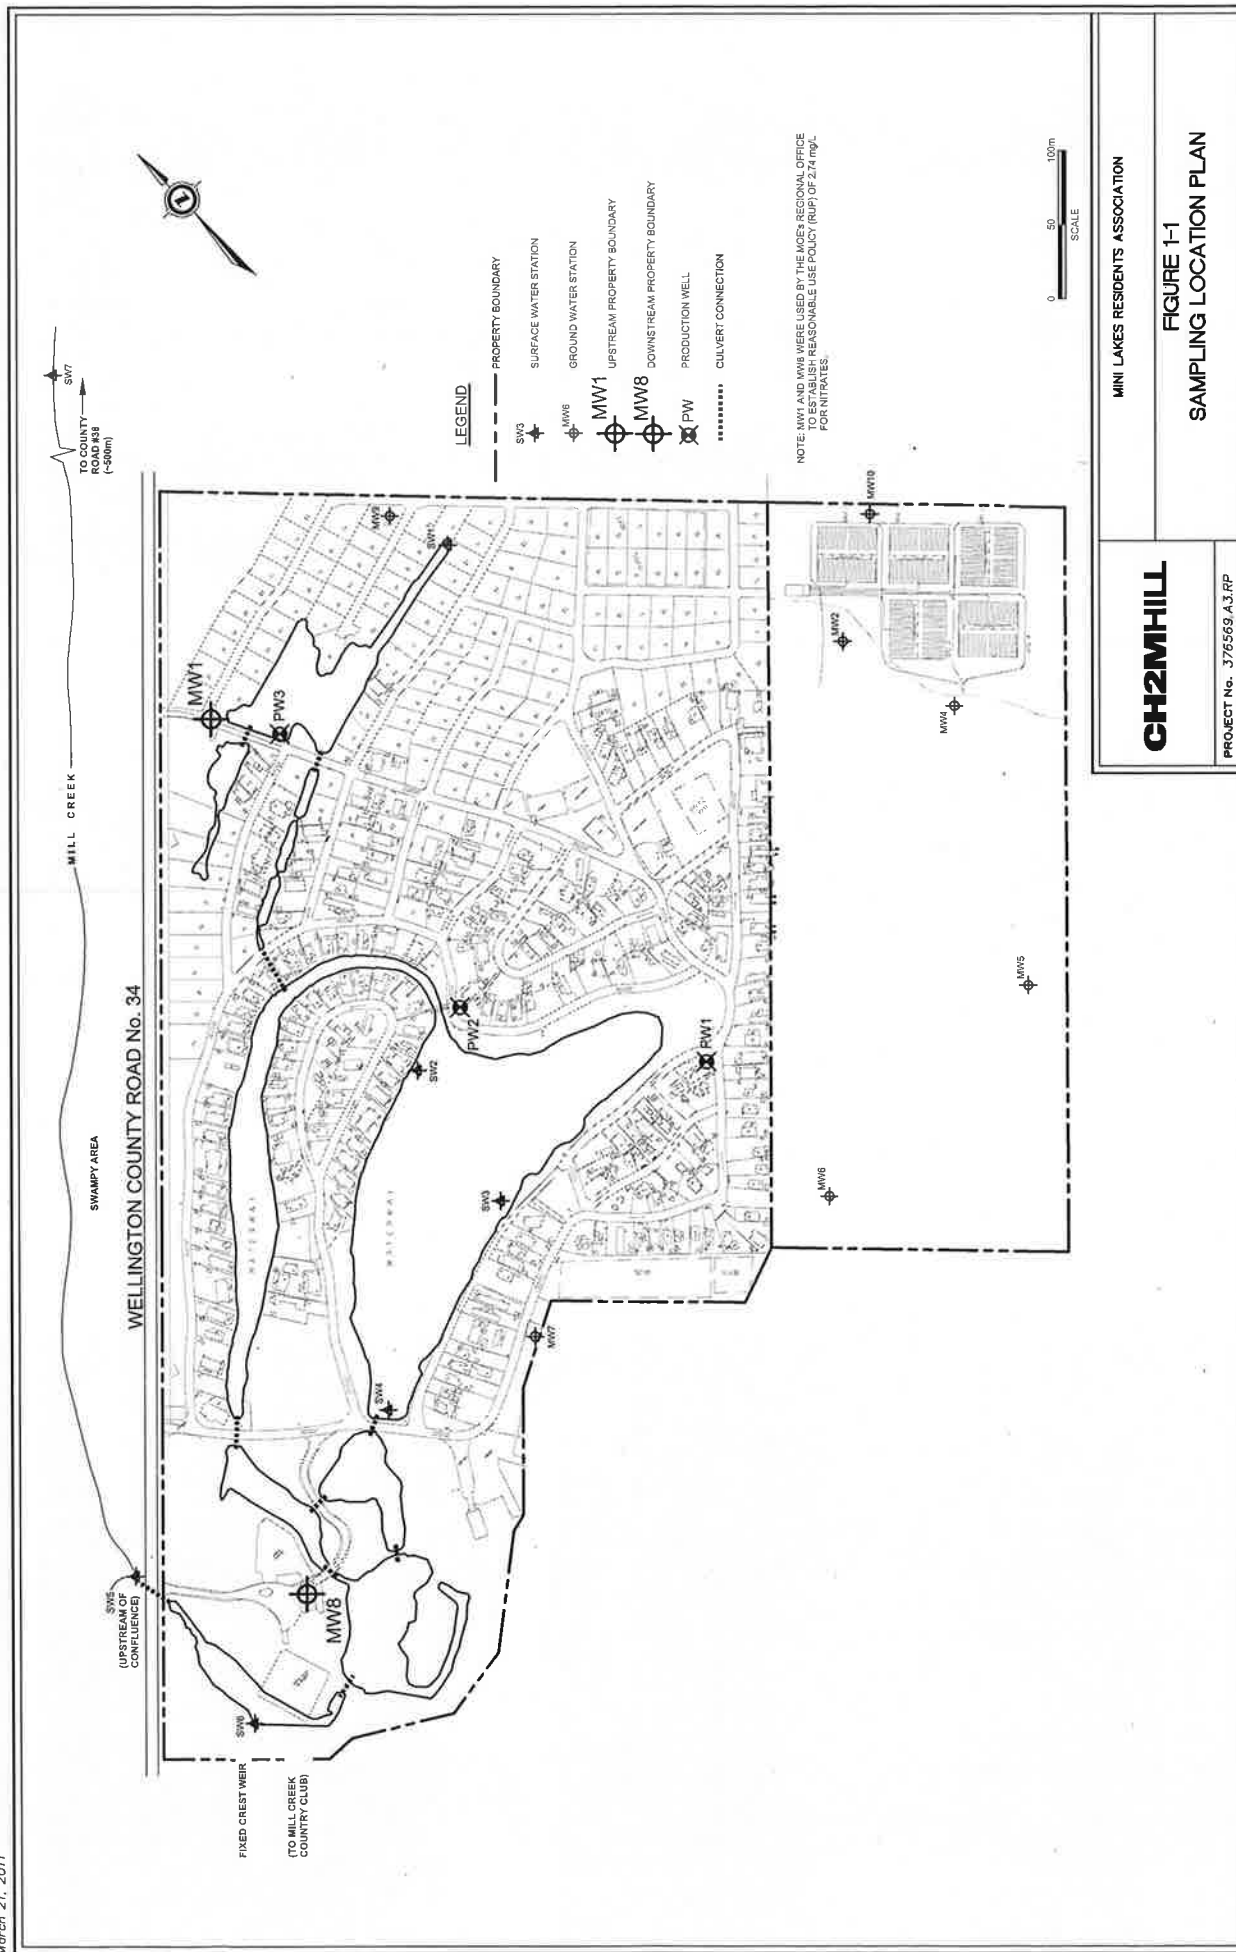 March 21, 2011
MILL CREEK
SW7
TO COUNTY
ROAD #38
(~500m)
SWAMPY AREA
WELLINGTON COUNTY ROAD No. 34
SW5
(UPSTREAM OF
CONFLUENCE)
SW6
FIXED CREST WEIR
(TO MILL CREEK
COUNTRY CLUB)
MW8
MW1
PW3
MW9
SW1
WATERWAY
WATERWAY
SW2
PW2
SW3
SW4
PW1
MW7
MW6
MW5
MW4
MW2
MW10
LEGEND
PROPERTY BOUNDARY
SW3
SURFACE WATER STATION
MW6
GROUND WATER STATION
MW1
UPSTREAM PROPERTY BOUNDARY
MW8
DOWNSTREAM PROPERTY BOUNDARY
PW
PRODUCTION WELL
CULVERT CONNECTION
NOTE: MW1 AND MW8 WERE USED BY THE MOE's REGIONAL OFFICE
TO ESTABLISH REASONABLE USE POLICY (RUP) OF 2.74 mg/L
FOR NITRATES.
0 50 100m
SCALE
MINI LAKES RESIDENTS ASSOCIATION
FIGURE 1-1
SAMPLING LOCATION PLAN
CH2MHILL
PROJECT No. 376569.A3.RP